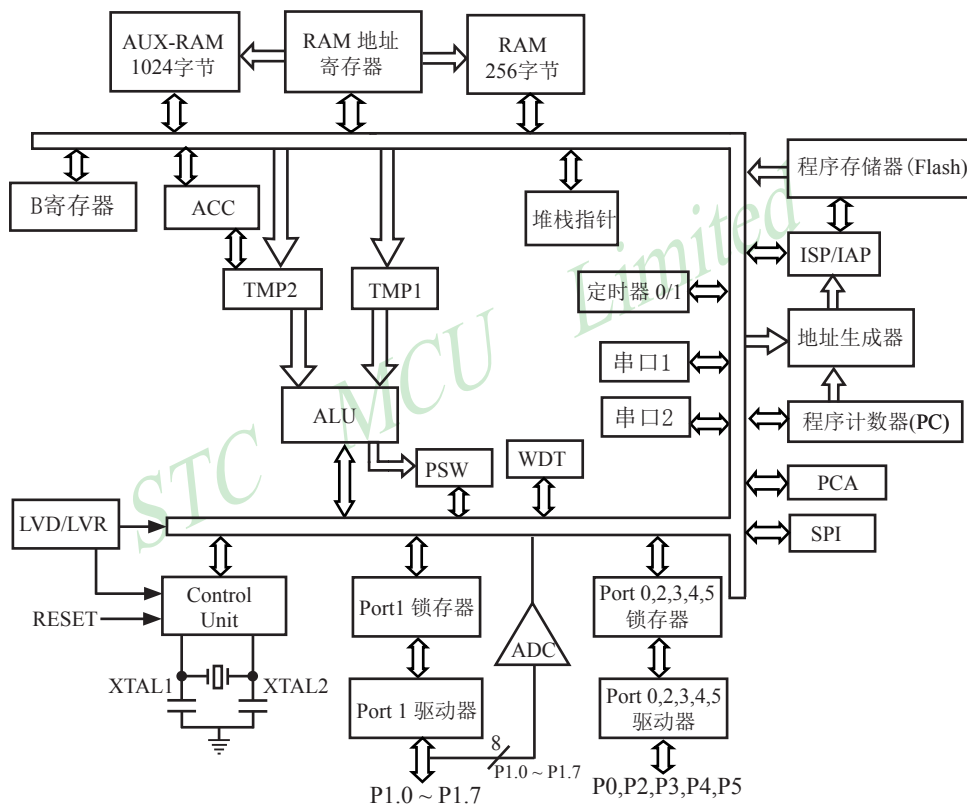 AUX-RAM
1024字节
RAM 地址
寄存器
RAM
256字节
程序存储器(Flash)
B寄存器
ACC
堆栈指针
ISP/IAP
TMP2
TMP1
定时器 0/1
地址生成器
串口1
ALU
串口2
程序计数器(PC)
PSW
WDT
PCA
LVD/LVR
SPI
STC MCU Limited
Control
Unit
RESET
Port1 锁存器
ADC
Port 0,2,3,4,5
锁存器
XTAL1
XTAL2
Port 1 驱动器
Port 0,2,3,4,5
驱动器
8
P1.0 ~ P1.7
P1.0 ~ P1.7
P0,P2,P3,P4,P5